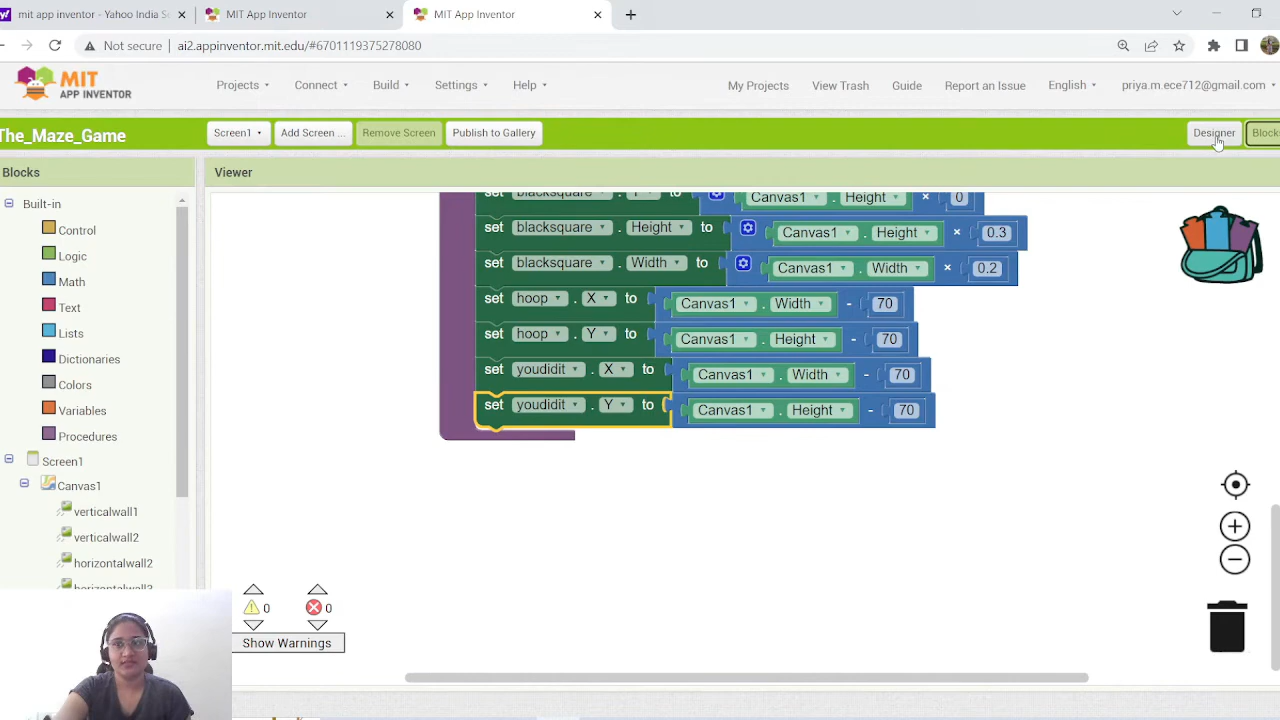 mit app inventor - Yahoo India S
MIT App Inventor
MIT App Inventor
Not secure
ai2.appinventor.mit.edu/#6701119375278080
MIT
APP INVENTOR
Projects
Connect
Build
Settings
Help
My Projects
View Trash
Guide
Report an Issue
English
priya.m.ece712@gmail.com
The_Maze_Game
Screen1
Add Screen ...
Remove Screen
Publish to Gallery
Designer
Blocks
Blocks
Viewer
Built-in
Control
Logic
Math
Text
Lists
Dictionaries
Colors
Variables
Procedures
Screen1
Canvas1
verticalwall1
verticalwall2
horizontalwall2
horizontalwall3
set blacksquare . Y to Canvas1 . Height × 0
set blacksquare . Height to Canvas1 . Height × 0.3
set blacksquare . Width to Canvas1 . Width × 0.2
set hoop . X to Canvas1 . Width - 70
set hoop . Y to Canvas1 . Height - 70
set youdidit . X to Canvas1 . Width - 70
set youdidit . Y to Canvas1 . Height - 70
0
0
Show Warnings